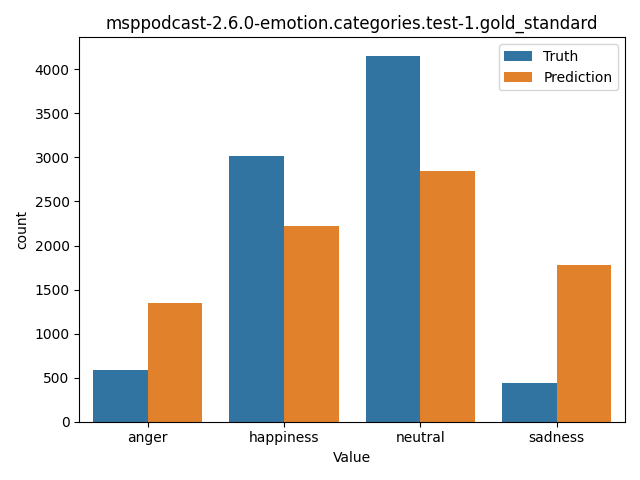 msppodcast-2.6.0-emotion.categories.test-1.gold_standard
Truth
Prediction
count
4000
3500
3000
2500
2000
1500
1000
500
0
anger happiness neutral sadness
Value